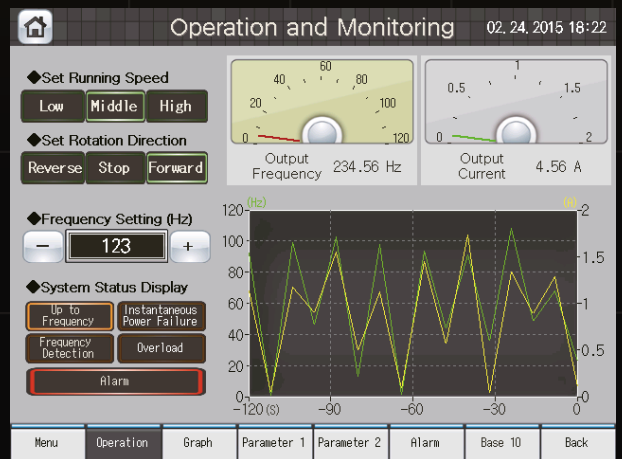 Operation and Monitoring
02. 24. 2015 18:22
◆Set Running Speed
Low Middle High
◆Set Rotation Direction
Reverse Stop Forward
◆Frequency Setting (Hz)
− 123 +
◆System Status Display
Up to Frequency
Instantaneous Power Failure
Frequency Detection
Overload
Alarm
0 20 40 60 80 100 120
Output Frequency 234.56 Hz
0 0.5 1 1.5 2
Output Current 4.56 A
(Hz) (A)
120 2
100
1.5
80
60 1
40
0.5
20
0 0
-120 (S) -90 -60 -30 0
Menu Operation Graph Parameter 1 Parameter 2 Alarm Base 10 Back